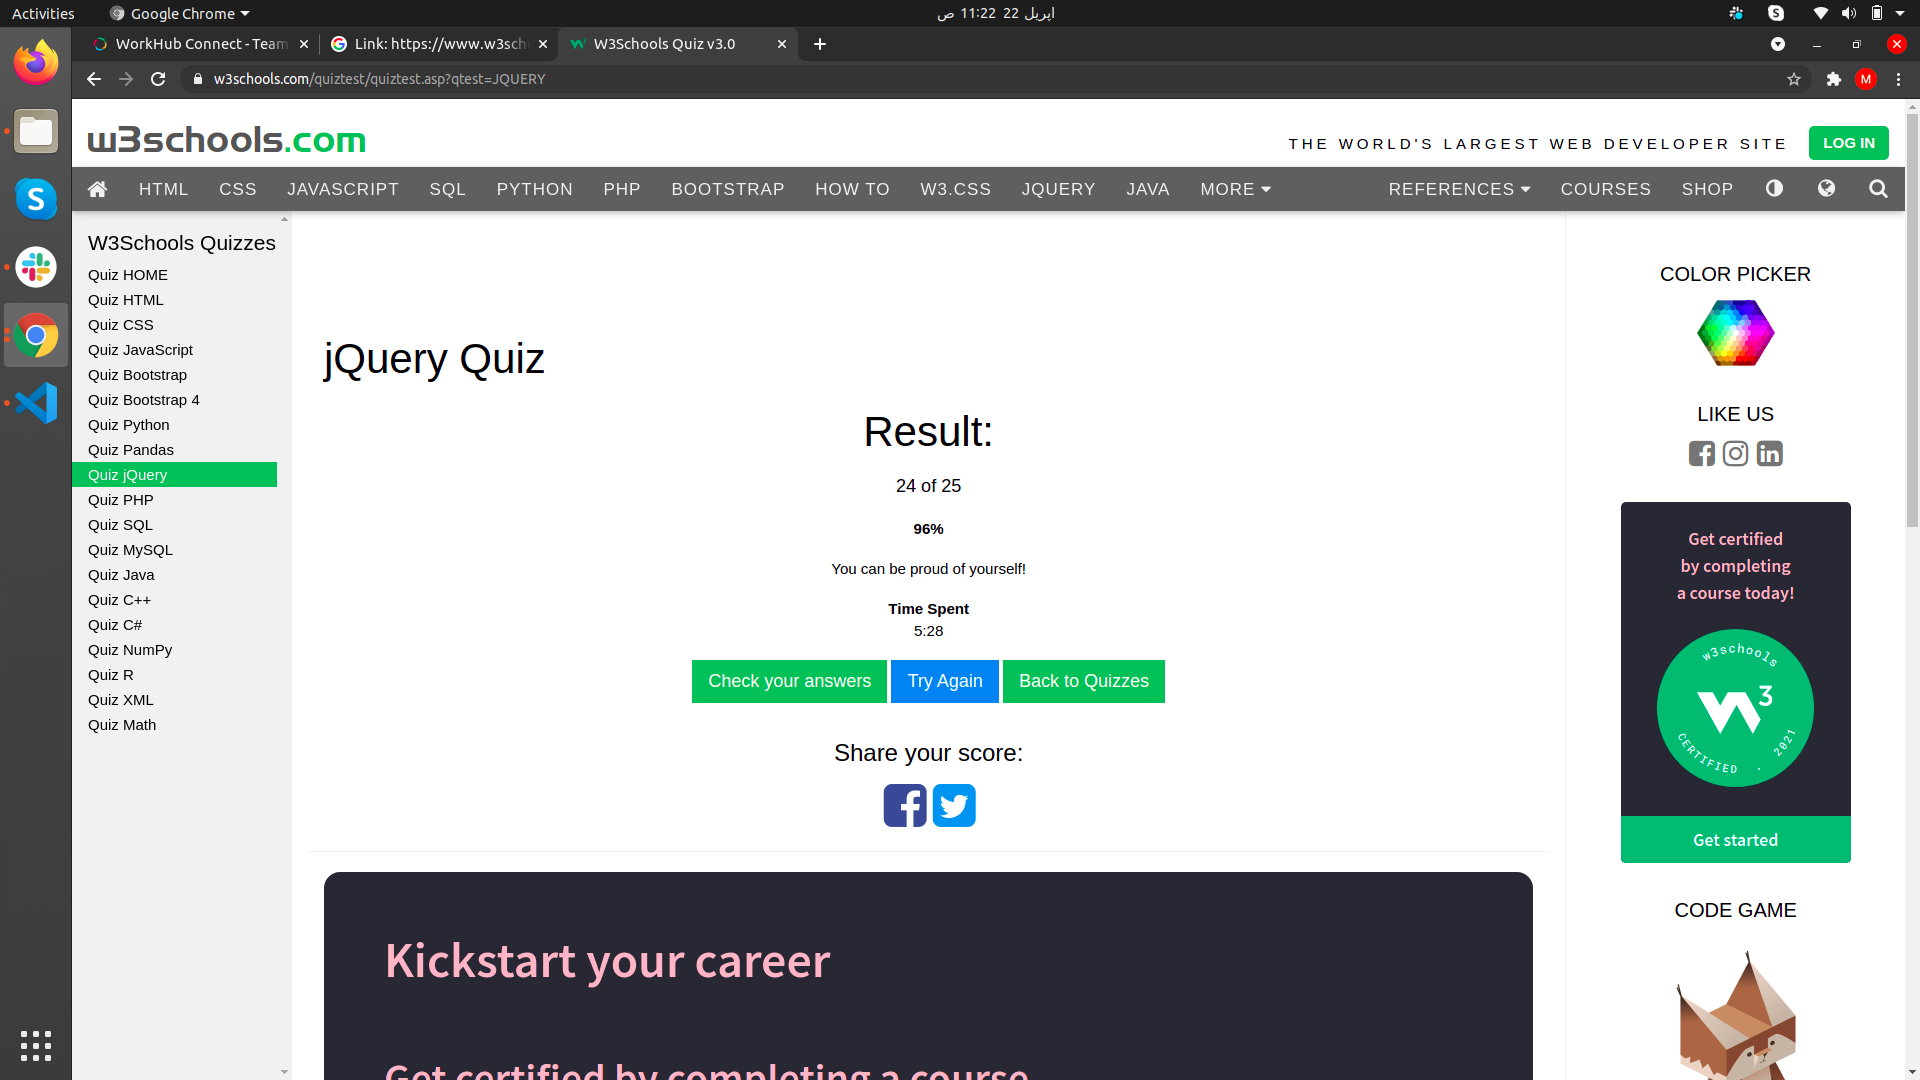 Activities
Google Chrome
اپریل 22  11:22 ص
WorkHub Connect - Team
Link: https://www.w3sch
W3Schools Quiz v3.0
w3schools.com/quiztest/quiztest.asp?qtest=JQUERY
M
w3schools.com
THE WORLD'S LARGEST WEB DEVELOPER SITE
LOG IN
HTML
CSS
JAVASCRIPT
SQL
PYTHON
PHP
BOOTSTRAP
HOW TO
W3.CSS
JQUERY
JAVA
MORE
REFERENCES
COURSES
SHOP
W3Schools Quizzes
Quiz HOME
Quiz HTML
Quiz CSS
Quiz JavaScript
Quiz Bootstrap
Quiz Bootstrap 4
Quiz Python
Quiz Pandas
Quiz jQuery
Quiz PHP
Quiz SQL
Quiz MySQL
Quiz Java
Quiz C++
Quiz C#
Quiz NumPy
Quiz R
Quiz XML
Quiz Math
jQuery Quiz
Result:
24 of 25
96%
You can be proud of yourself!
Time Spent
5:28
Check your answers
Try Again
Back to Quizzes
Share your score:
Kickstart your career
Get certified by completing a course
COLOR PICKER
LIKE US
Get certified
by completing
a course today!
w3schools
3
CERTIFIED . 2021
Get started
CODE GAME